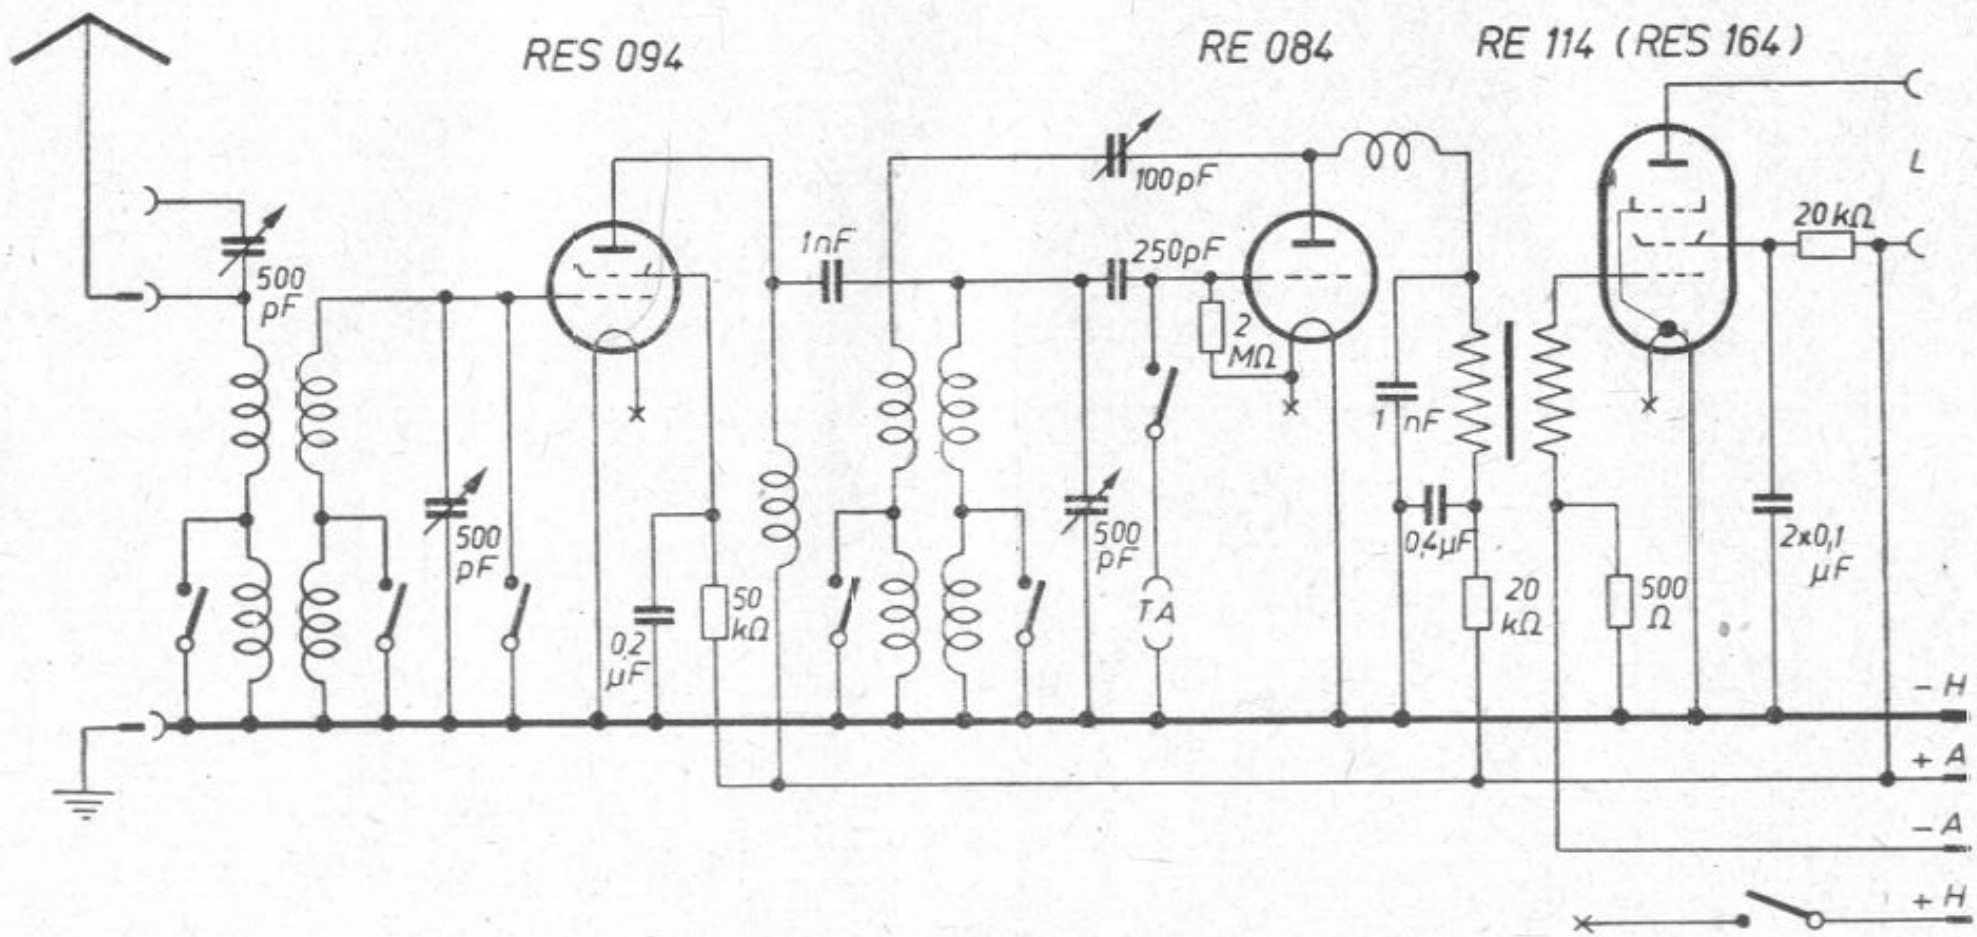 RES 094
RE 084
RE 114 (RES 164)
L
100pF
20kΩ
1nF
250pF
500
pF
2
MΩ
1 nF
500
pF
500
pF
0,4µF
2x0,1
µF
50
kΩ
TA
20
kΩ
500
Ω
0,2
µF
– H
+ A
– A
+ H